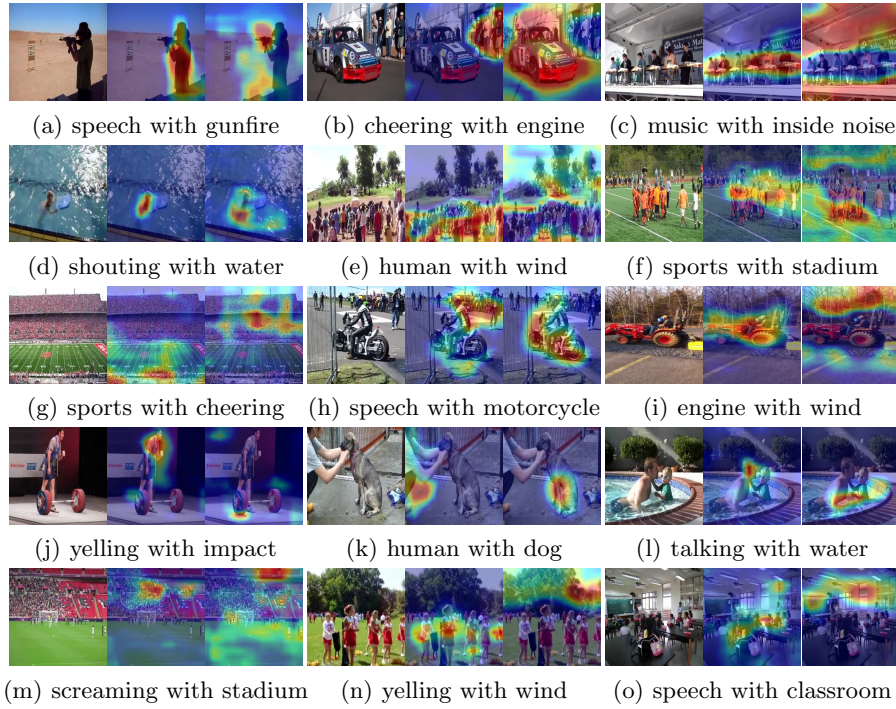 (a) speech with gunfire
(b) cheering with engine
(c) music with inside noise
(d) shouting with water
(e) human with wind
(f) sports with stadium
(g) sports with cheering
(h) speech with motorcycle
(i) engine with wind
(j) yelling with impact
(k) human with dog
(l) talking with water
(m) screaming with stadium
(n) yelling with wind
(o) speech with classroom